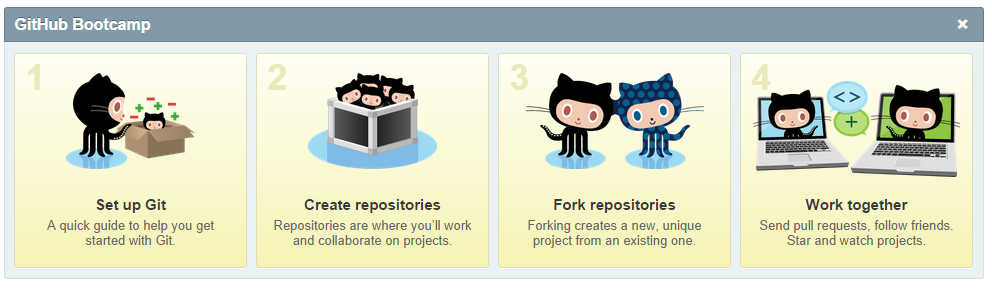 GitHub Bootcamp
1
Set up Git
A quick guide to help you get
started with Git.
2
Create repositories
Repositories are where you'll work
and collaborate on projects.
3
Fork repositories
Forking creates a new, unique
project from an existing one.
4
Work together
Send pull requests, follow friends.
Star and watch projects.